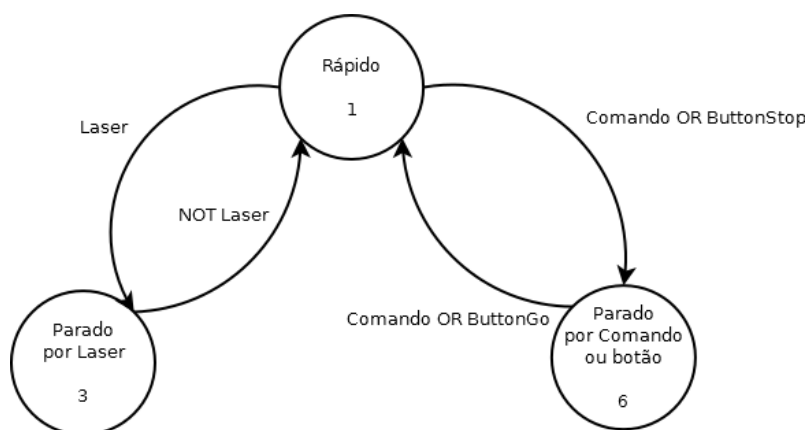 Rápido
1
Laser
Comando OR ButtonStop
NOT Laser
Comando OR ButtonGo
Parado
por Laser
3
Parado
por Comando
ou botão
6